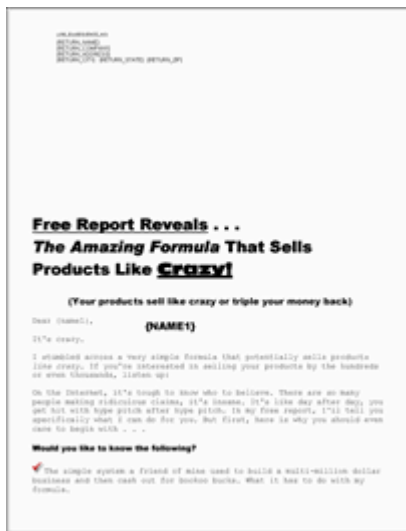 {RETURN_NAME}
{RETURN_COMPANY}
{RETURN_ADDRESS}
{RETURN_CITY}, {RETURN_STATE} {RETURN_ZIP}
Free Report Reveals . . .
The Amazing Formula That Sells
Products Like Crazy!
(Your products sell like crazy or triple your money back)
Dear {name1},
{NAME1}
It's crazy.
I stumbled across a very simple formula that potentially sells products
like crazy. If you're interested in selling your products by the hundreds
or even thousands, listen up:
On the Internet, it's tough to know who to believe. There are so many
people making ridiculous claims, it's insane. It's like day after day, you
get hit with hype pitch after hype pitch. In my free report, I'll tell you
specifically what I can do for you. But first, here is why you should even
care to begin with . . .
Would you like to know the following?
The simple system a friend of mine used to build a multi-million dollar
business and then cash out for bookoo bucks. What it has to do with my
formula.